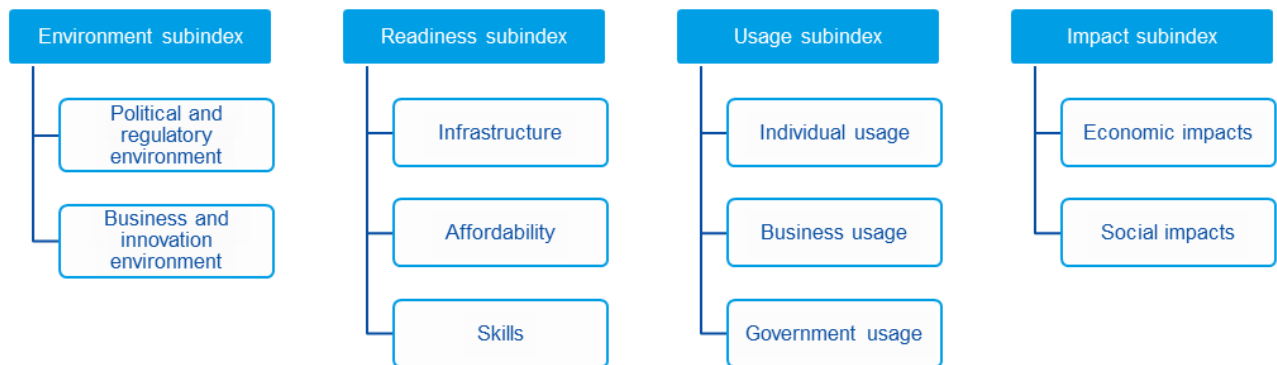 Environment subindex
Political and
regulatory
environment
Business and
innovation
environment
Readiness subindex
Infrastructure
Affordability
Skills
Usage subindex
Individual usage
Business usage
Government usage
Impact subindex
Economic impacts
Social impacts